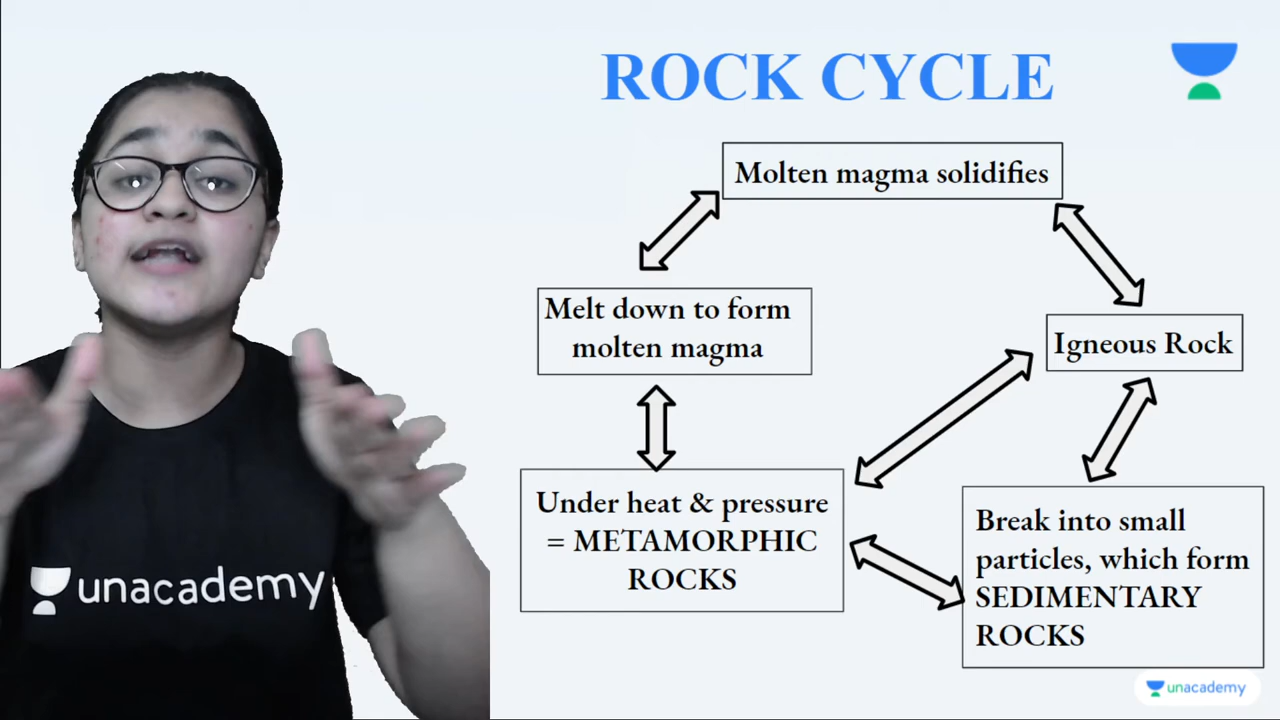 ROCK CYCLE
Molten magma solidifies
Melt down to form
molten magma
Igneous Rock
Under heat & pressure
= METAMORPHIC
ROCKS
Break into small
particles, which form
SEDIMENTARY
ROCKS
unacademy
unacademy